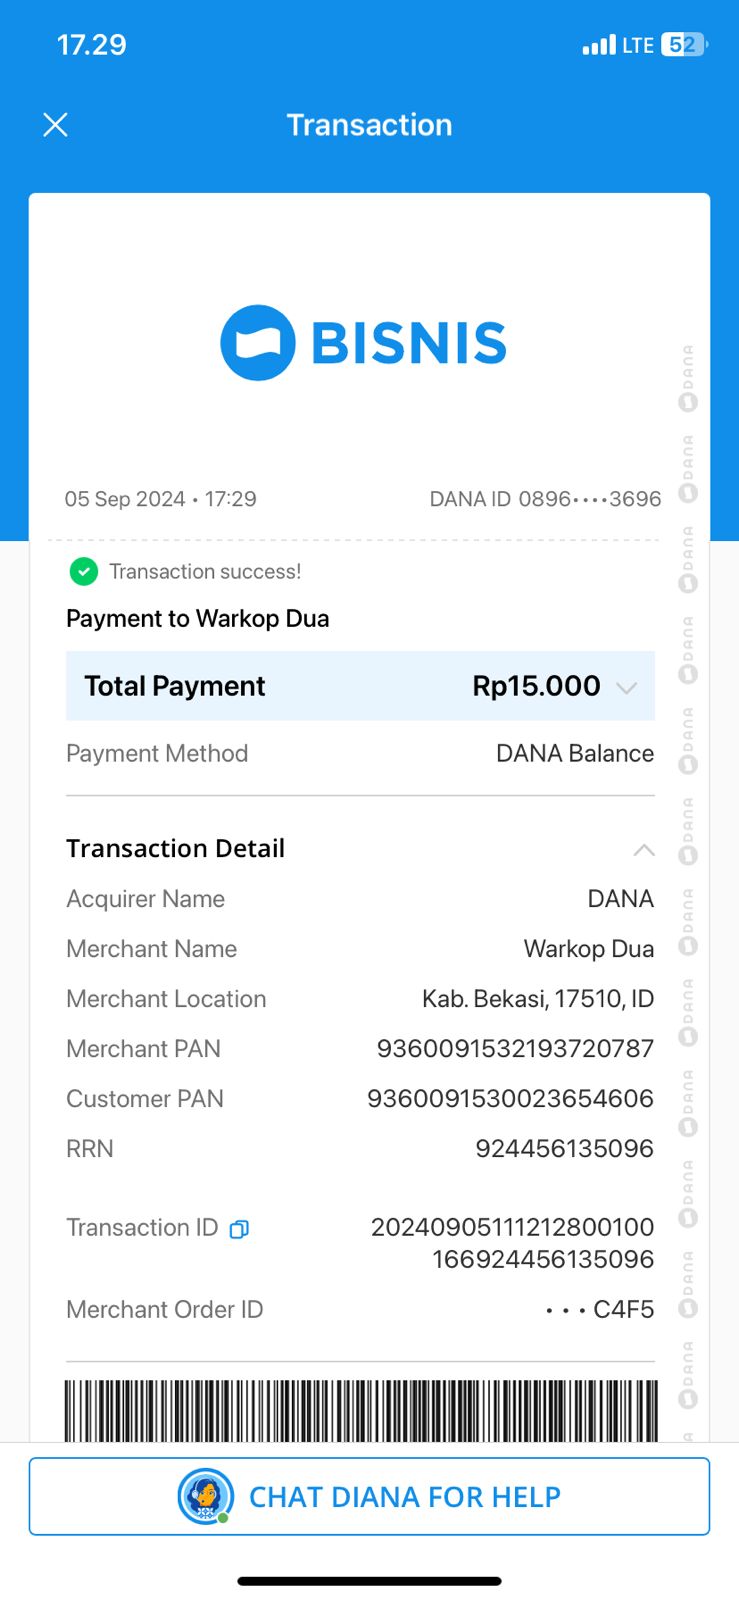 17.29
LTE 52
Transaction
BISNIS
05 Sep 2024 • 17:29 DANA ID 0896••••3696
Transaction success!
Payment to Warkop Dua
Total Payment Rp15.000
Payment Method DANA Balance
Transaction Detail
Acquirer Name DANA
Merchant Name Warkop Dua
Merchant Location Kab. Bekasi, 17510, ID
Merchant PAN 9360091532193720787
Customer PAN 9360091530023654606
RRN 924456135096
Transaction ID 20240905111212800100
166924456135096
Merchant Order ID • • • C4F5
DANA
DANA
DANA
DANA
DANA
DANA
DANA
DANA
DANA
DANA
DANA
DANA
CHAT DIANA FOR HELP